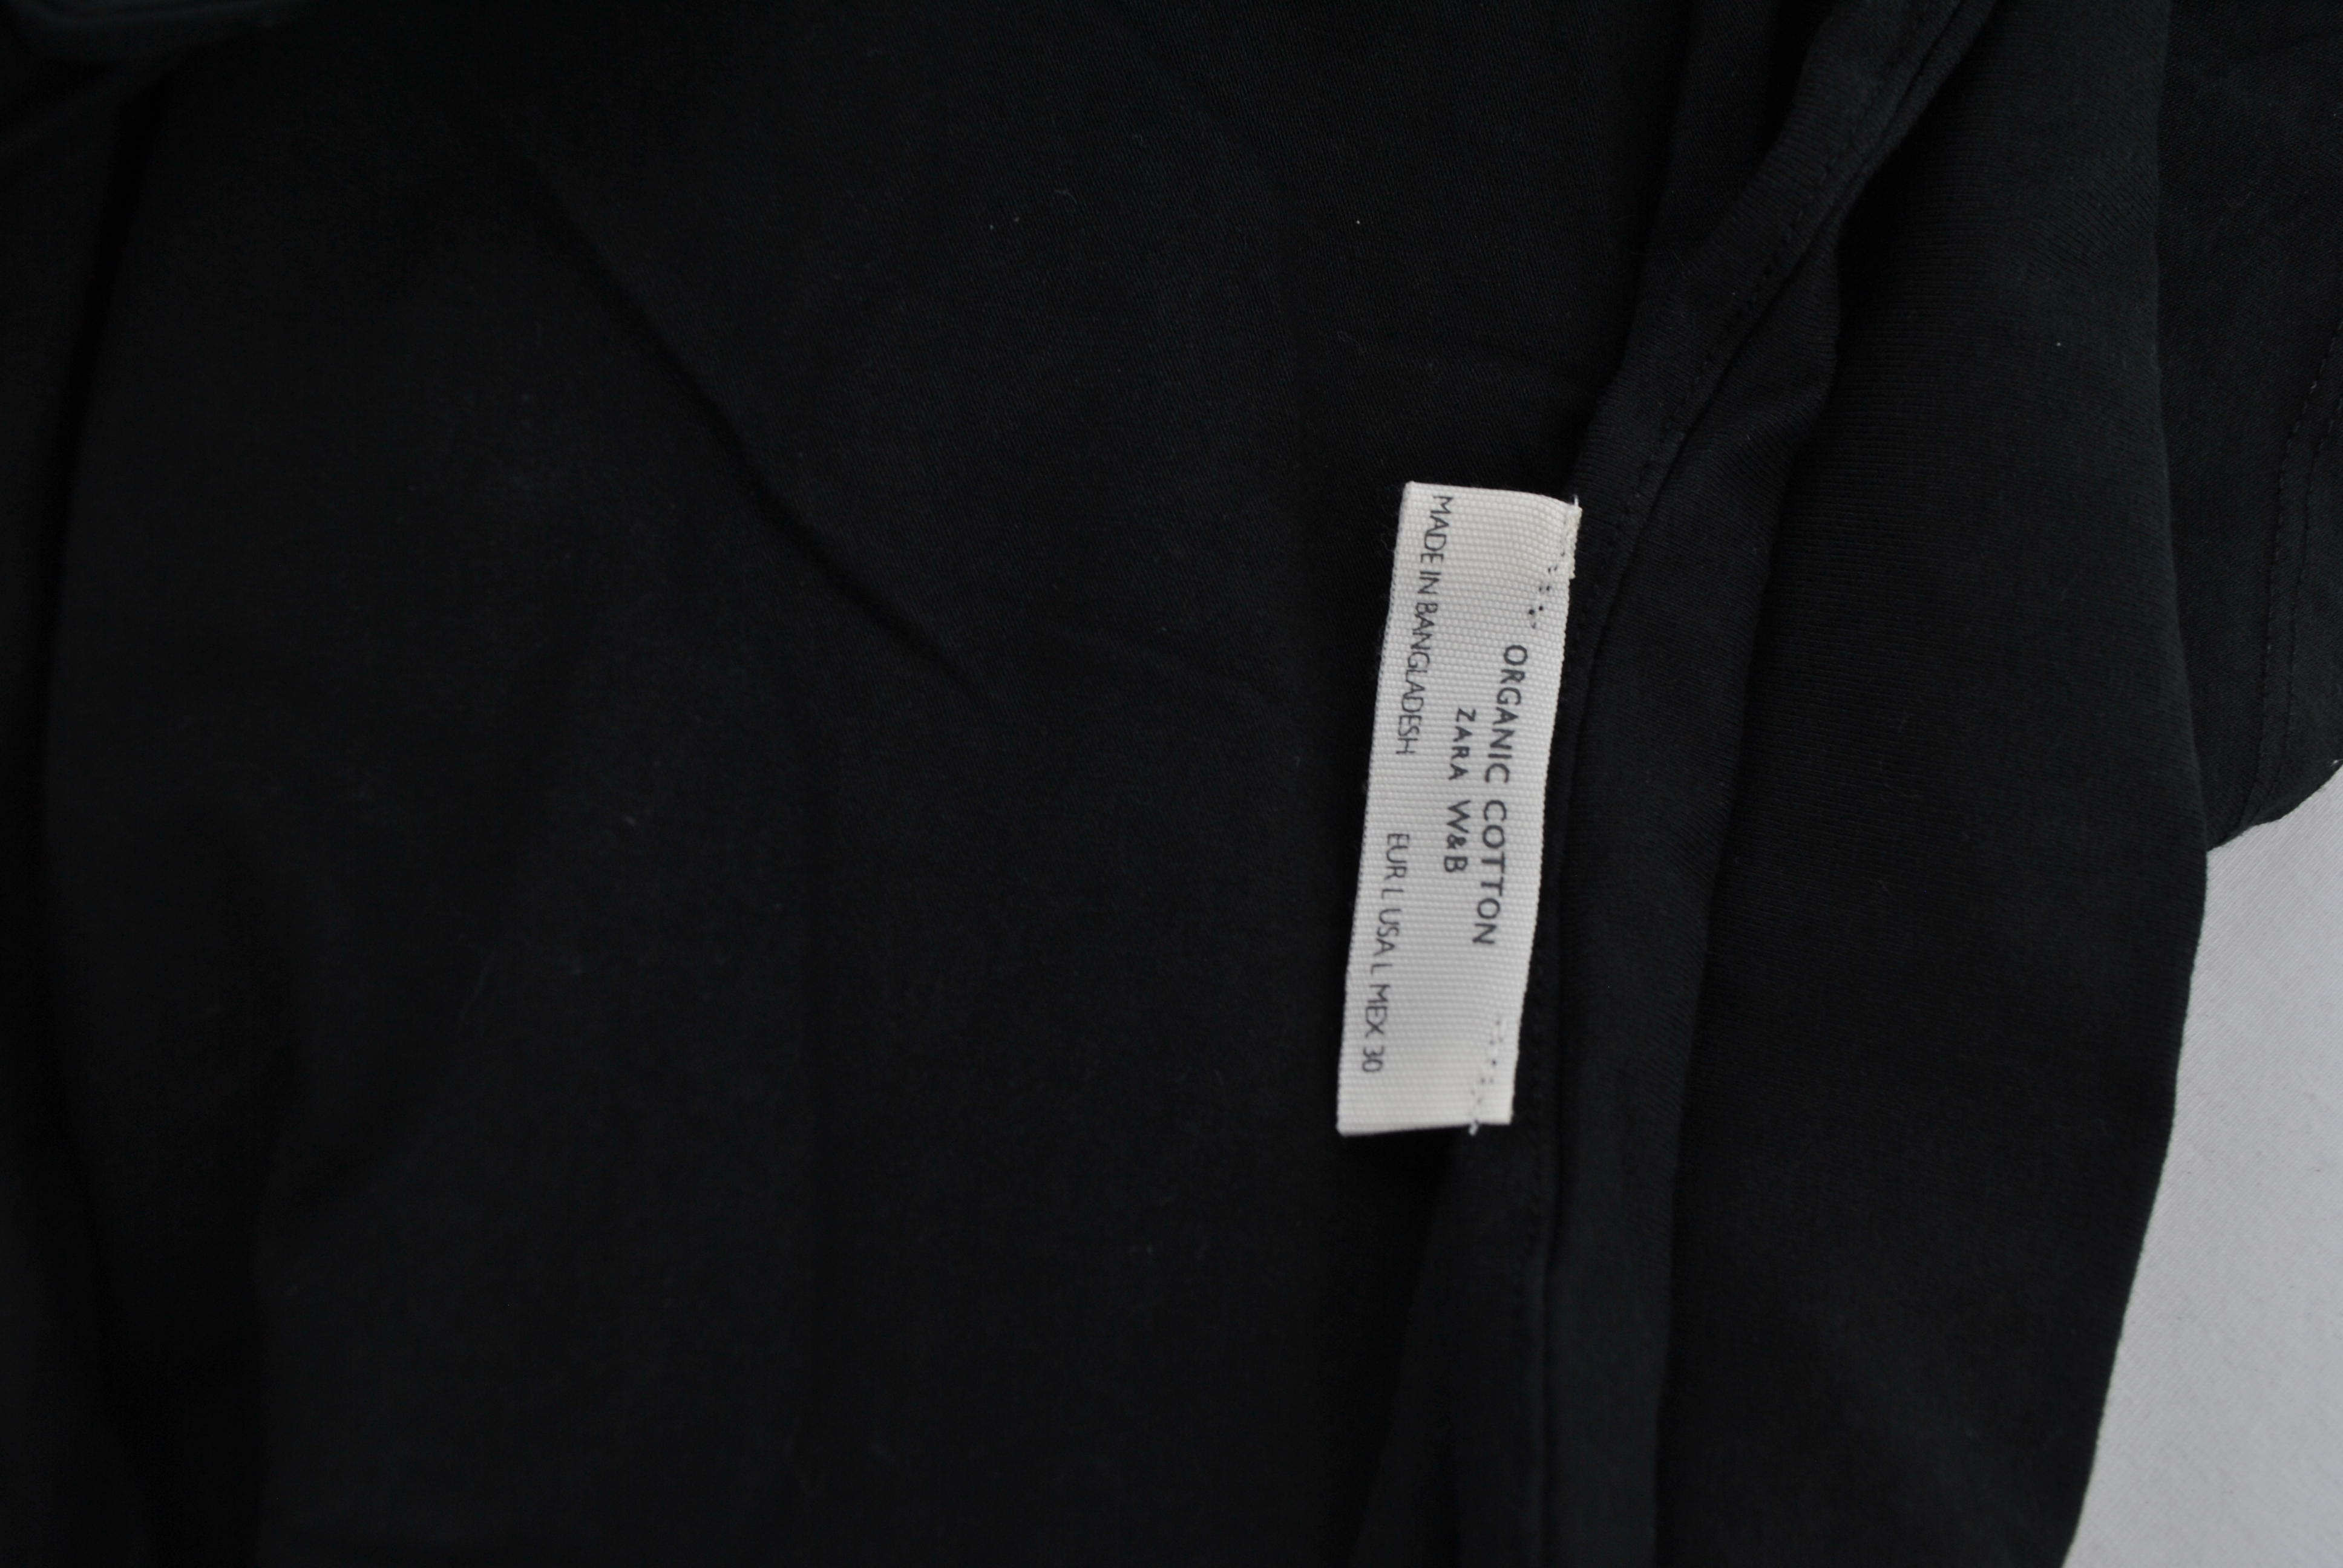 ORGANIC COTTON
ZARA W&B
MADE IN BANGLADESH EUR L USA L MEX 30